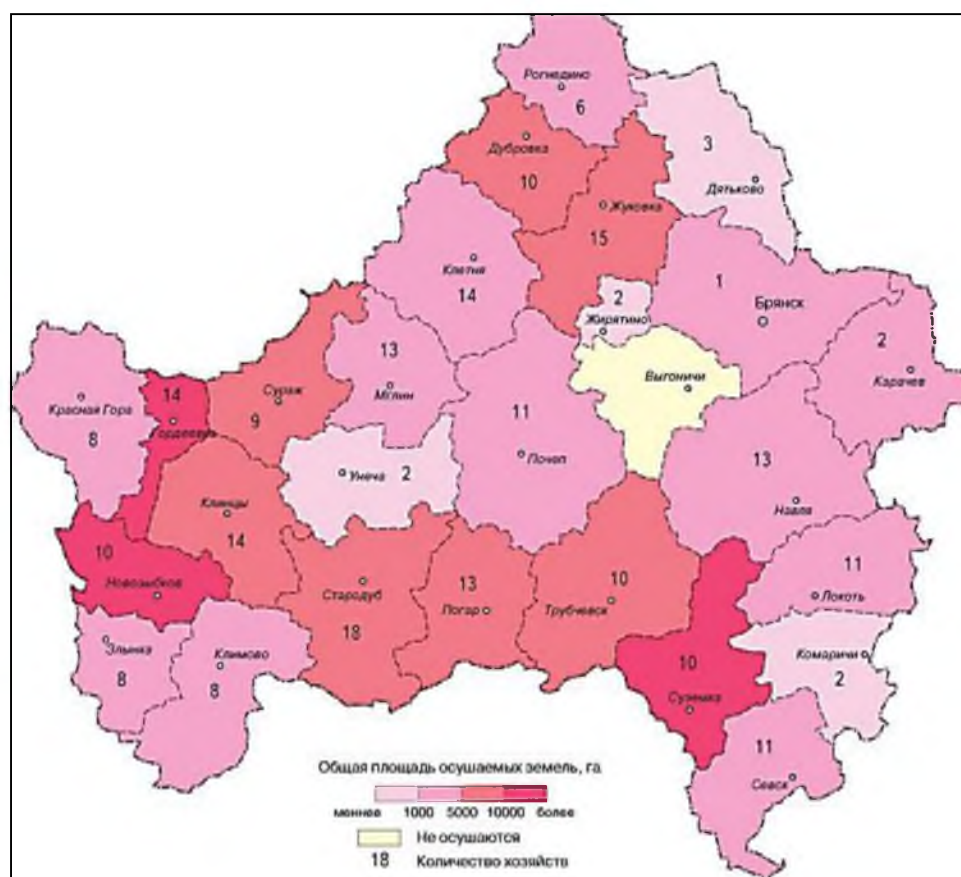 Рогнедино
6
3
Дубровка
10
Дятьково
Жуковка
15
Клетня
14
1
Брянск
2
Жирятино
2
Карачев
13
Мглин
Выгоничи
Сураж
9
14
Гордеевка
Красная Гора
8
11
Почеп
13
Навля
Унеча
2
Клинцы
14
10
Новозыбков
11
Локоть
Стародуб
18
13
Погар
10
Трубчевск
Злынка
8
Климово
8
10
Суземка
Комаричи
2
11
Севск
Общая площадь осушаемых земель, га
менее 1000 5000 10000 более
Не осушаются
18 Количество хозяйств